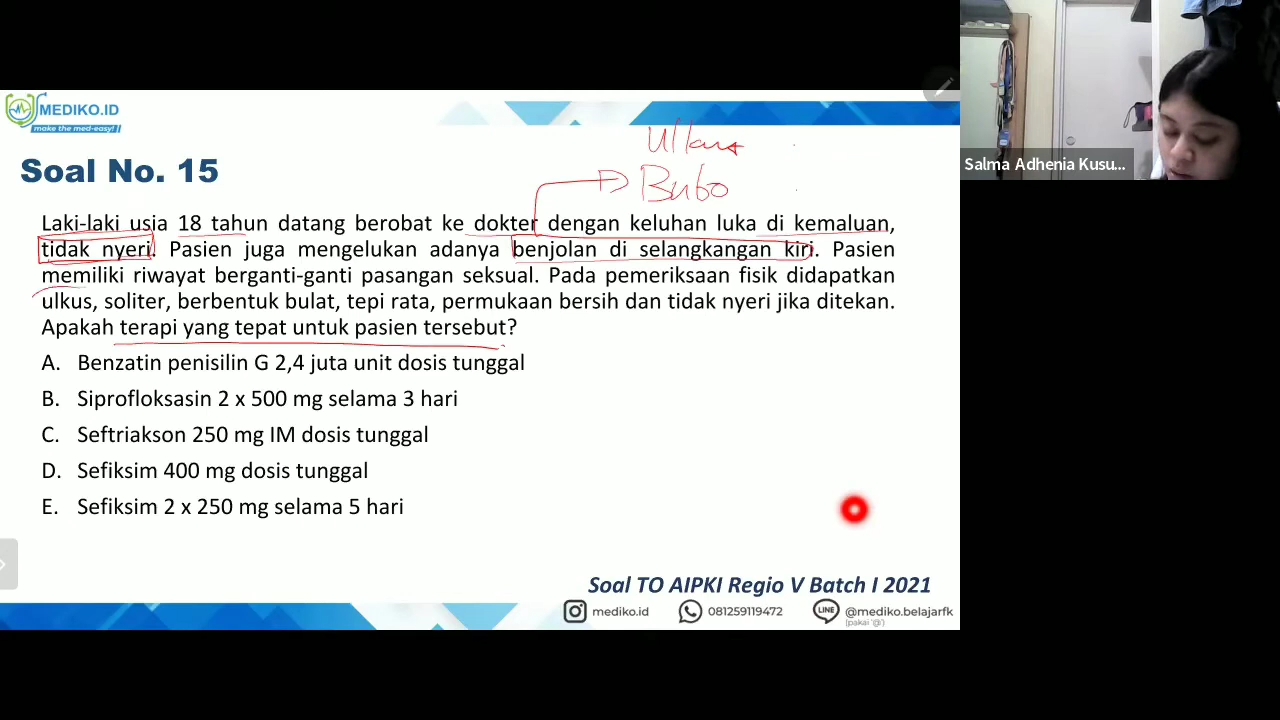 MEDIKO.ID
make the med-easy!
Soal No. 15
Ulkus
Bubo
Laki-laki usia 18 tahun datang berobat ke dokter dengan keluhan luka di kemaluan,
tidak nyeri. Pasien juga mengelukan adanya benjolan di selangkangan kiri. Pasien
memiliki riwayat berganti-ganti pasangan seksual. Pada pemeriksaan fisik didapatkan
ulkus, soliter, berbentuk bulat, tepi rata, permukaan bersih dan tidak nyeri jika ditekan.
Apakah terapi yang tepat untuk pasien tersebut?
A. Benzatin penisilin G 2,4 juta unit dosis tunggal
B. Siprofloksasin 2 x 500 mg selama 3 hari
C. Seftriakson 250 mg IM dosis tunggal
D. Sefiksim 400 mg dosis tunggal
E. Sefiksim 2 x 250 mg selama 5 hari
Soal TO AIPKI Regio V Batch I 2021
mediko.id 081259119472 LINE @mediko.belajarfk
(pakai '@')
Salma Adhenia Kusu...